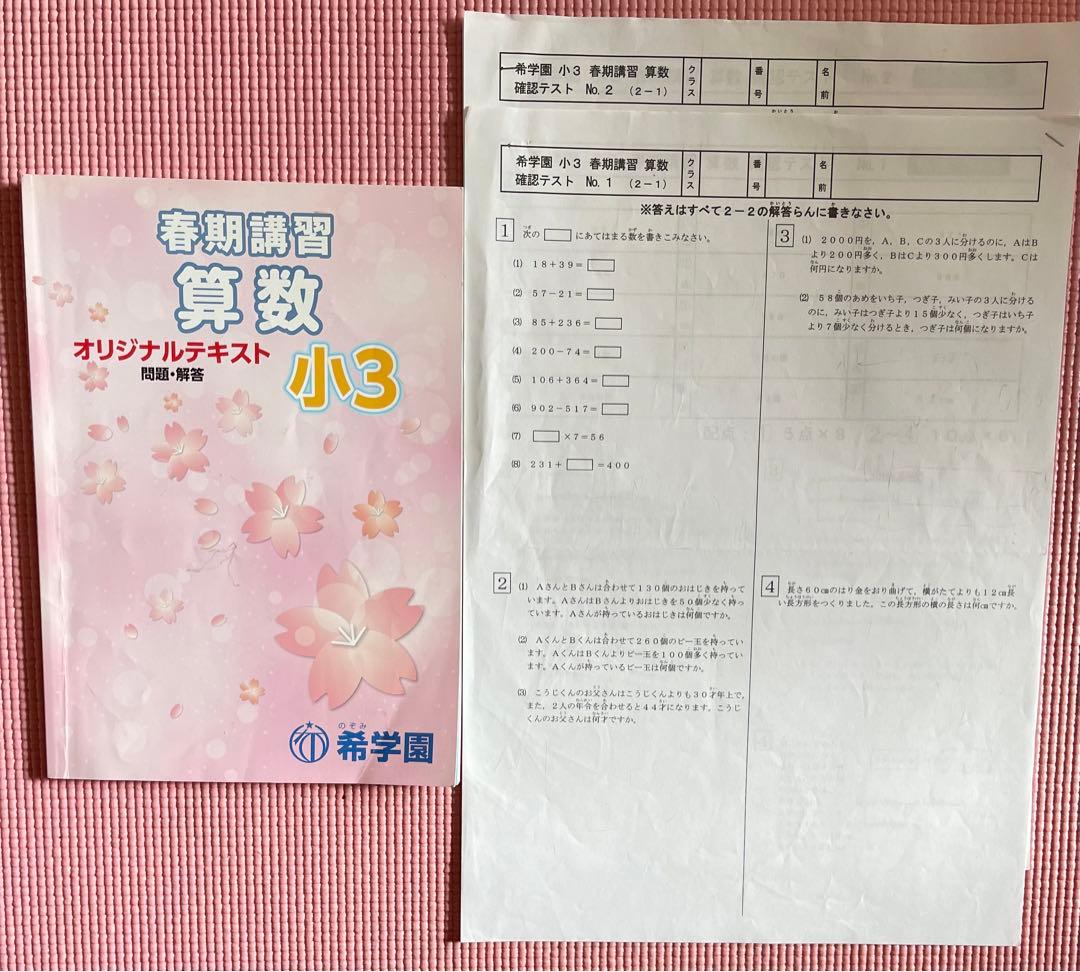 春期講習
算数
オリジナルテキスト
問題・解答
小3
のぞみ
希学園
希学園 小3 春期講習 算数
確認テスト No.2 (2-1)
クラス
番号
名前
希学園 小3 春期講習 算数
確認テスト No.1 (2-1)
クラス
番号
名前
※答えはすべて2-2の解答らんに書きなさい。
1 次の□にあてはまる数を書きこみなさい。
(1) 18+39=□
(2) 57-21=□
(3) 85+236=□
(4) 200-74=□
(5) 106+364=□
(6) 902-517=□
(7) □×7=56
(8) 231+□=400
2 (1) AさんとBさんは合わせて130個のおはじきを持って
います。AさんはBさんよりおはじきを50個少なく持っ
ています。Aさんが持っているおはじきは何個ですか。
(2) AくんとBくんは合わせて260個のビー玉を持ってい
ます。AくんはBくんよりビー玉を100個多く持ってい
ます。Aくんが持っているビー玉は何個ですか。
(3) こうじくんのお父さんはこうじくんよりも30才年上で,
また,2人の年令を合わせると44才になります。こうじ
くんのお父さんは何才ですか。
3 (1) 2000円を,A,B,Cの3人に分けるのに,AはB
より200円多く,BはCより300円多くします。Cは
何円になりますか。
(2) 58個のあめをいち子,つぎ子,みい子の3人に分ける
のに,みい子はつぎ子より15個少なく,つぎ子はいち子
より7個少なく分けるとき,つぎ子は何個になりますか。
4 長さ60cmのはり金をおり曲げて,横がたてよりも12cm長
い長方形をつくりました。この長方形の横の長さは何cmですか。